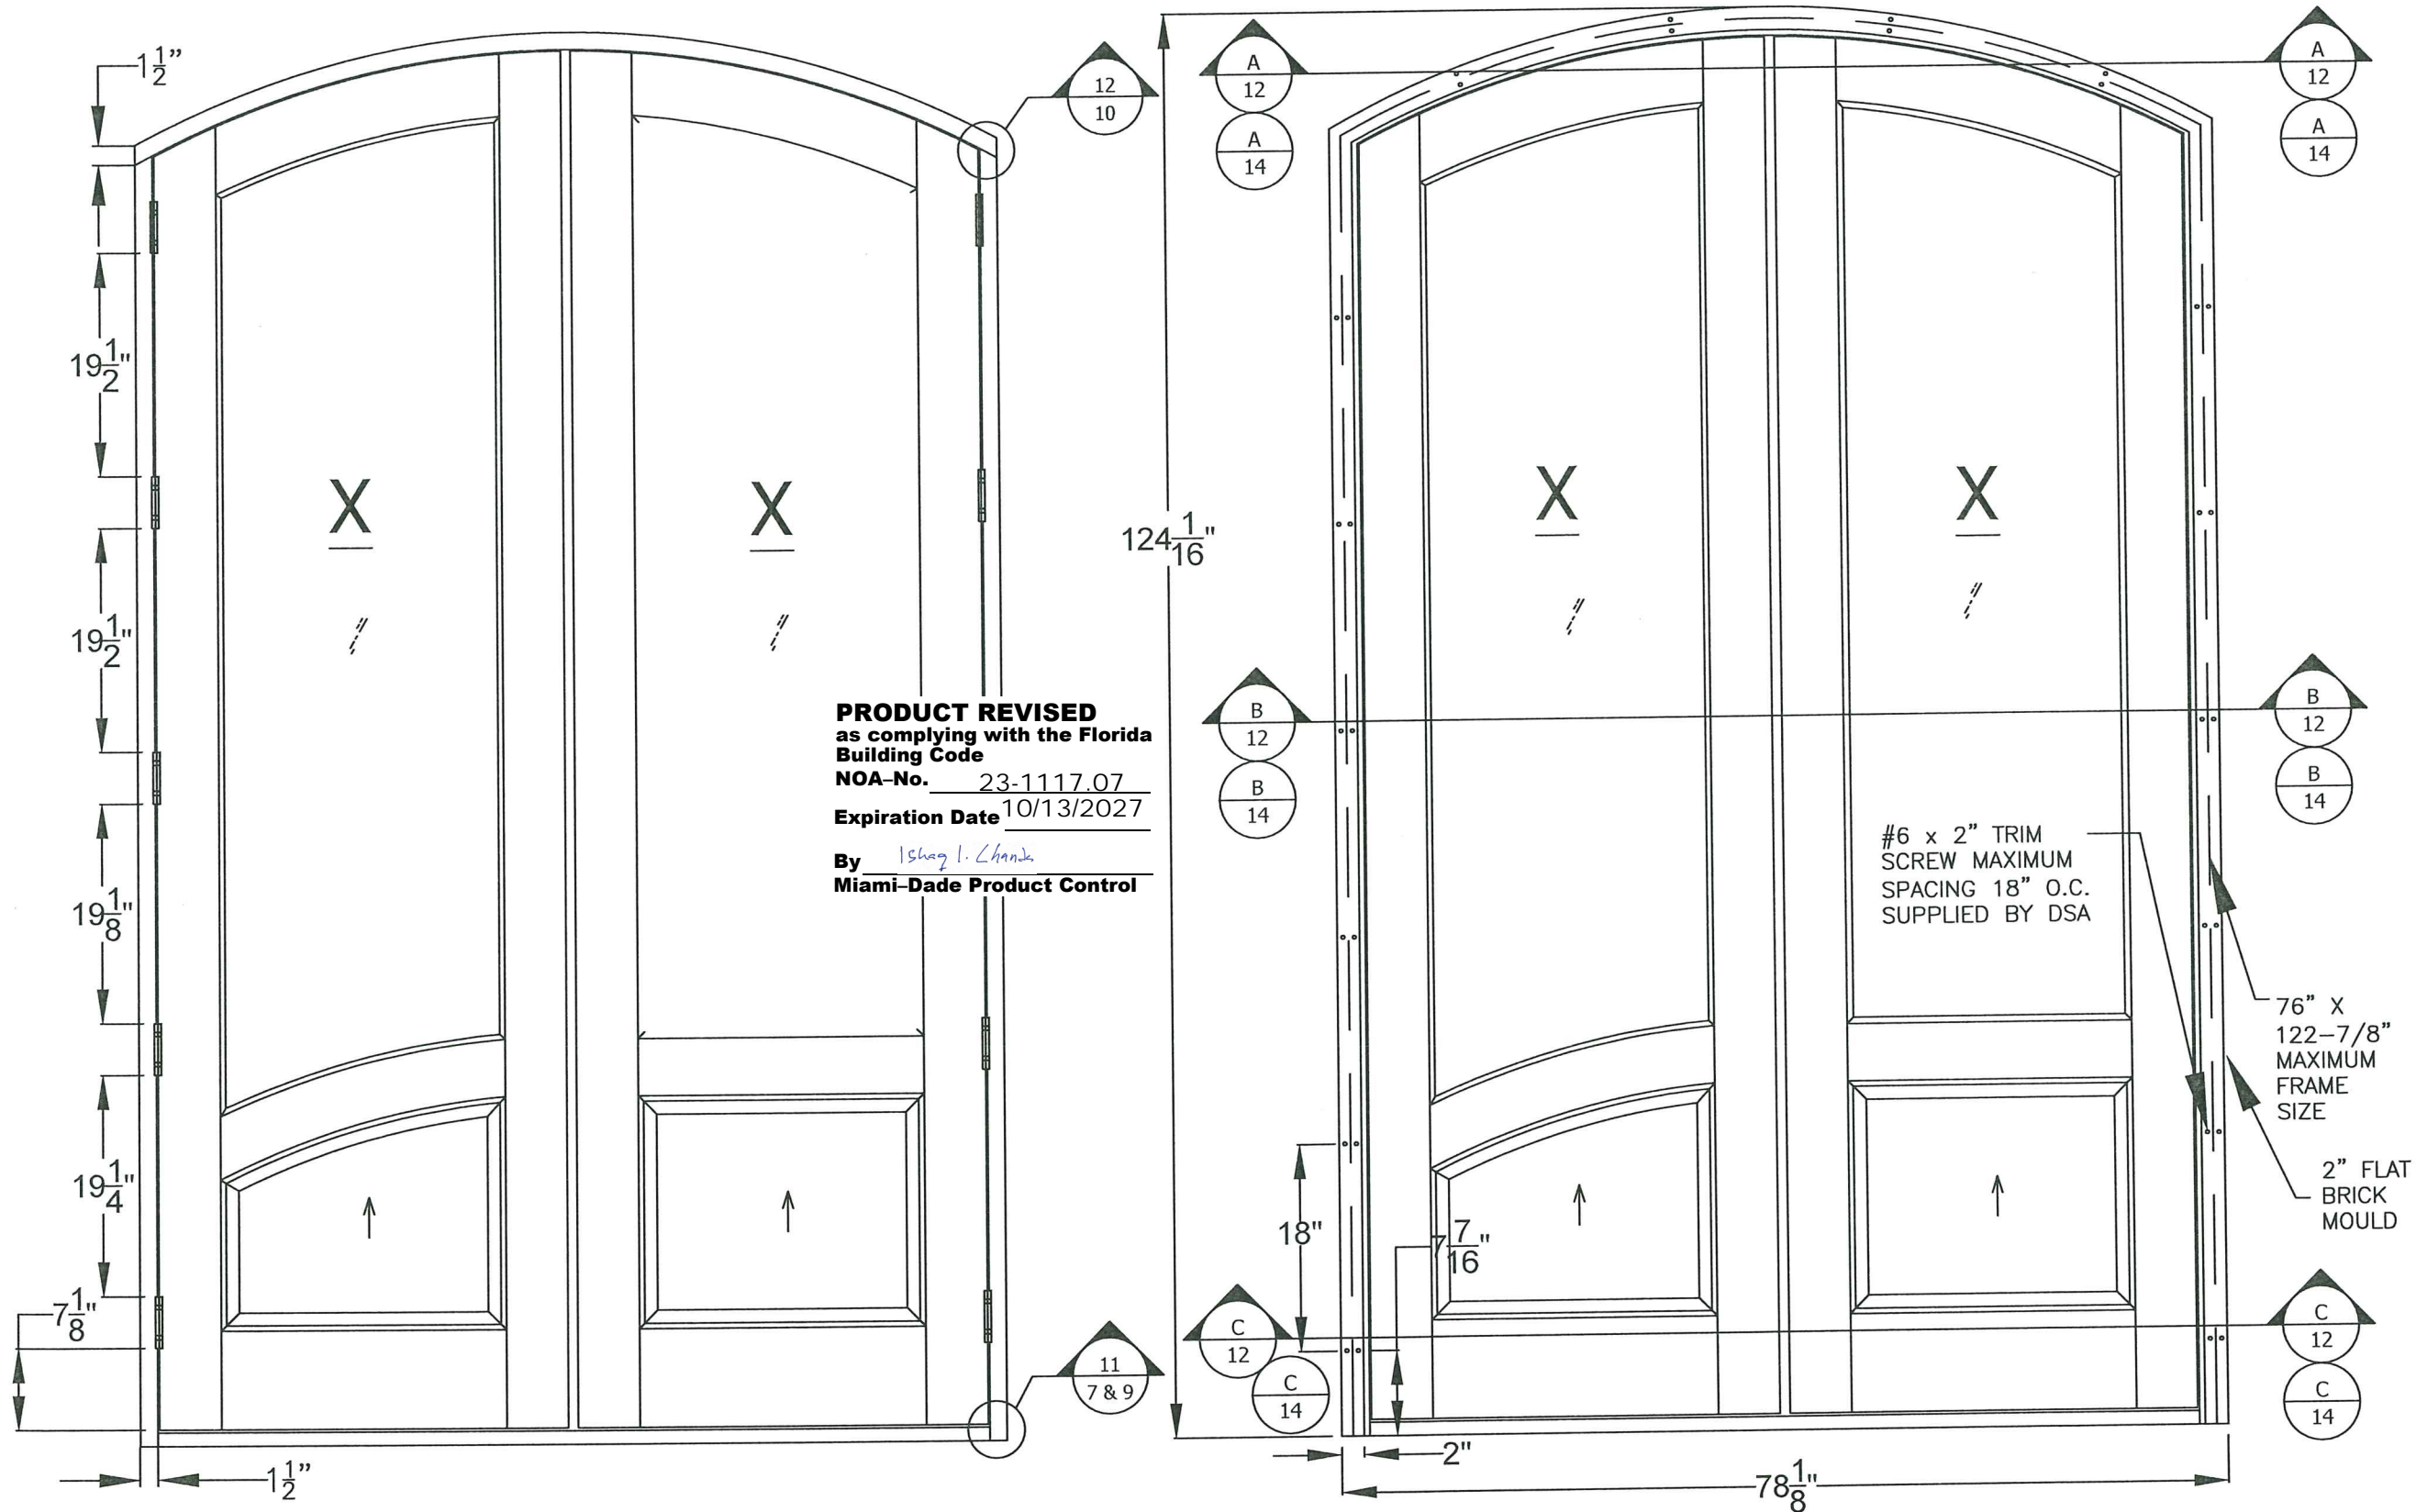 1 1/2”
12
10
19 1/2"
19 1/2"
19 1/8"
19 1/4"
7 1/8"
1 1/2”
X
X
11
7 & 9
PRODUCT REVISED
as complying with the Florida
Building Code
NOA–No. 23-1117.07
Expiration Date 10/13/2027
By Ishaq I. Chanda
Miami–Dade Product Control
124 1/16"
A
12
A
14
A
12
A
14
X
X
B
12
B
14
B
12
B
14
#6 x 2” TRIM
SCREW MAXIMUM
SPACING 18” O.C.
SUPPLIED BY DSA
76” X
122–7/8”
MAXIMUM
FRAME
SIZE
2” FLAT
BRICK
MOULD
18"
7 7/16"
C
12
C
14
C
12
C
14
2"
78 1/8"